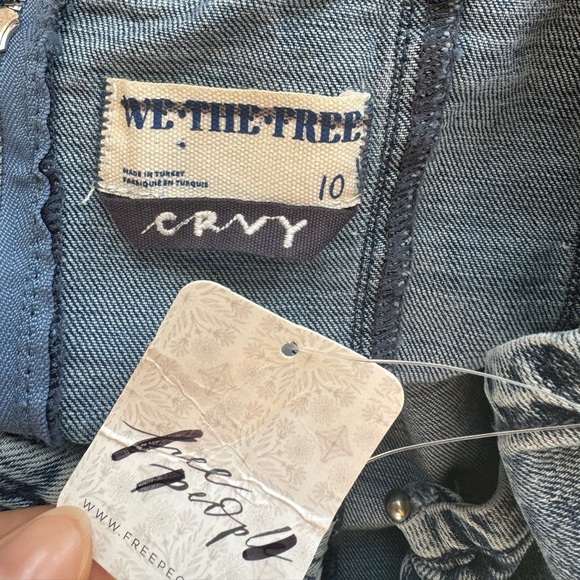 WE•THE•FREE
MADE IN TURKEY
FABRIQUÉ EN TURQUIE
10
CRVY
free
people
WWW.FREEPEO